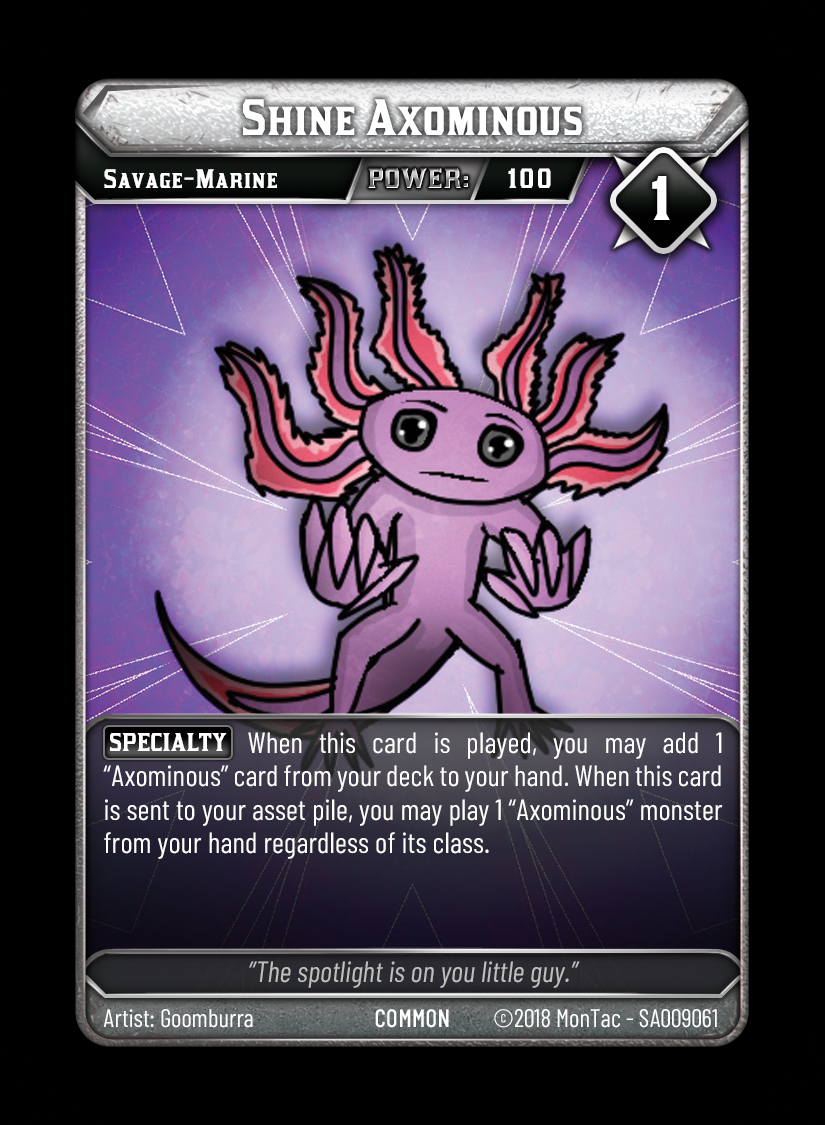 Shine Axominous
Savage-Marine POWER: 100
1
SPECIALTY When this card is played, you may add 1
“Axominous” card from your deck to your hand. When this card
is sent to your asset pile, you may play 1 “Axominous” monster
from your hand regardless of its class.
“The spotlight is on you little guy.”
Artist: Goomburra COMMON ©2018 MonTac - SA009061